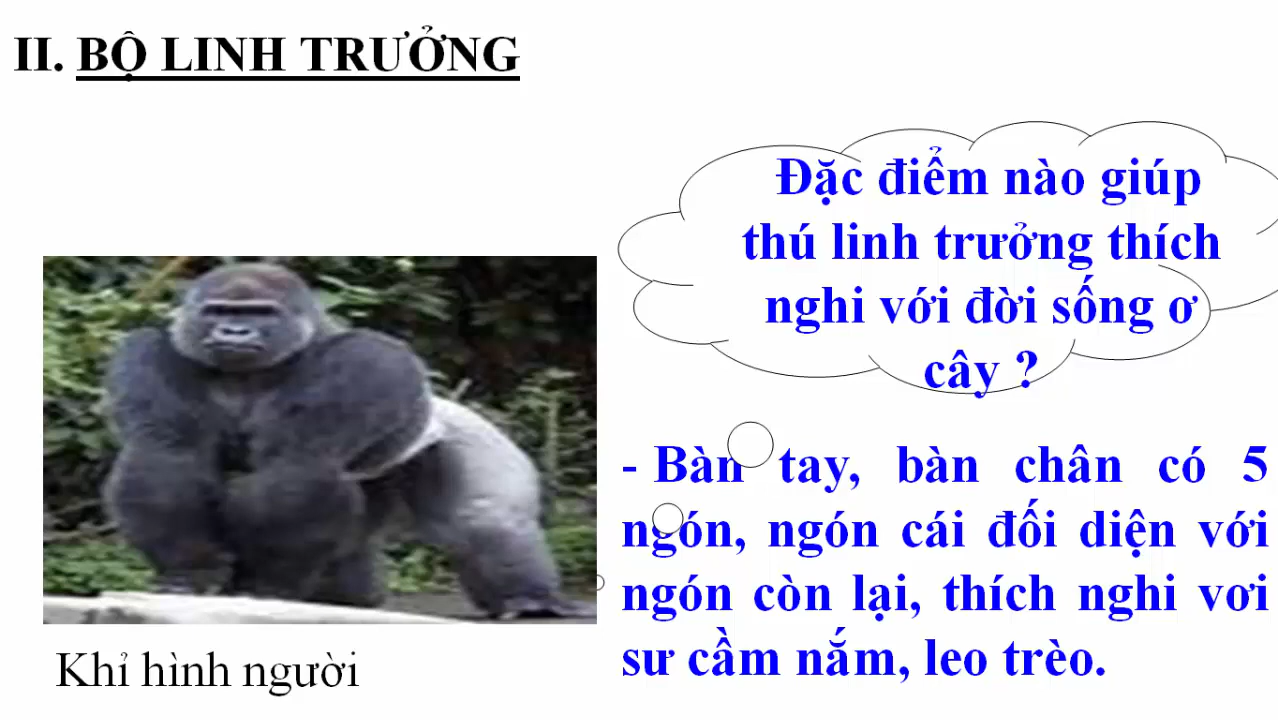 II. BỘ LINH TRƯỞNG
Đặc điểm nào giúp
thú linh trưởng thích
nghi với đời sống ơ
cây ?
- Bàn tay, bàn chân có 5
ngón, ngón cái đối diện với
ngón còn lại, thích nghi vơi
sư cầm nắm, leo trèo.
Khỉ hình người